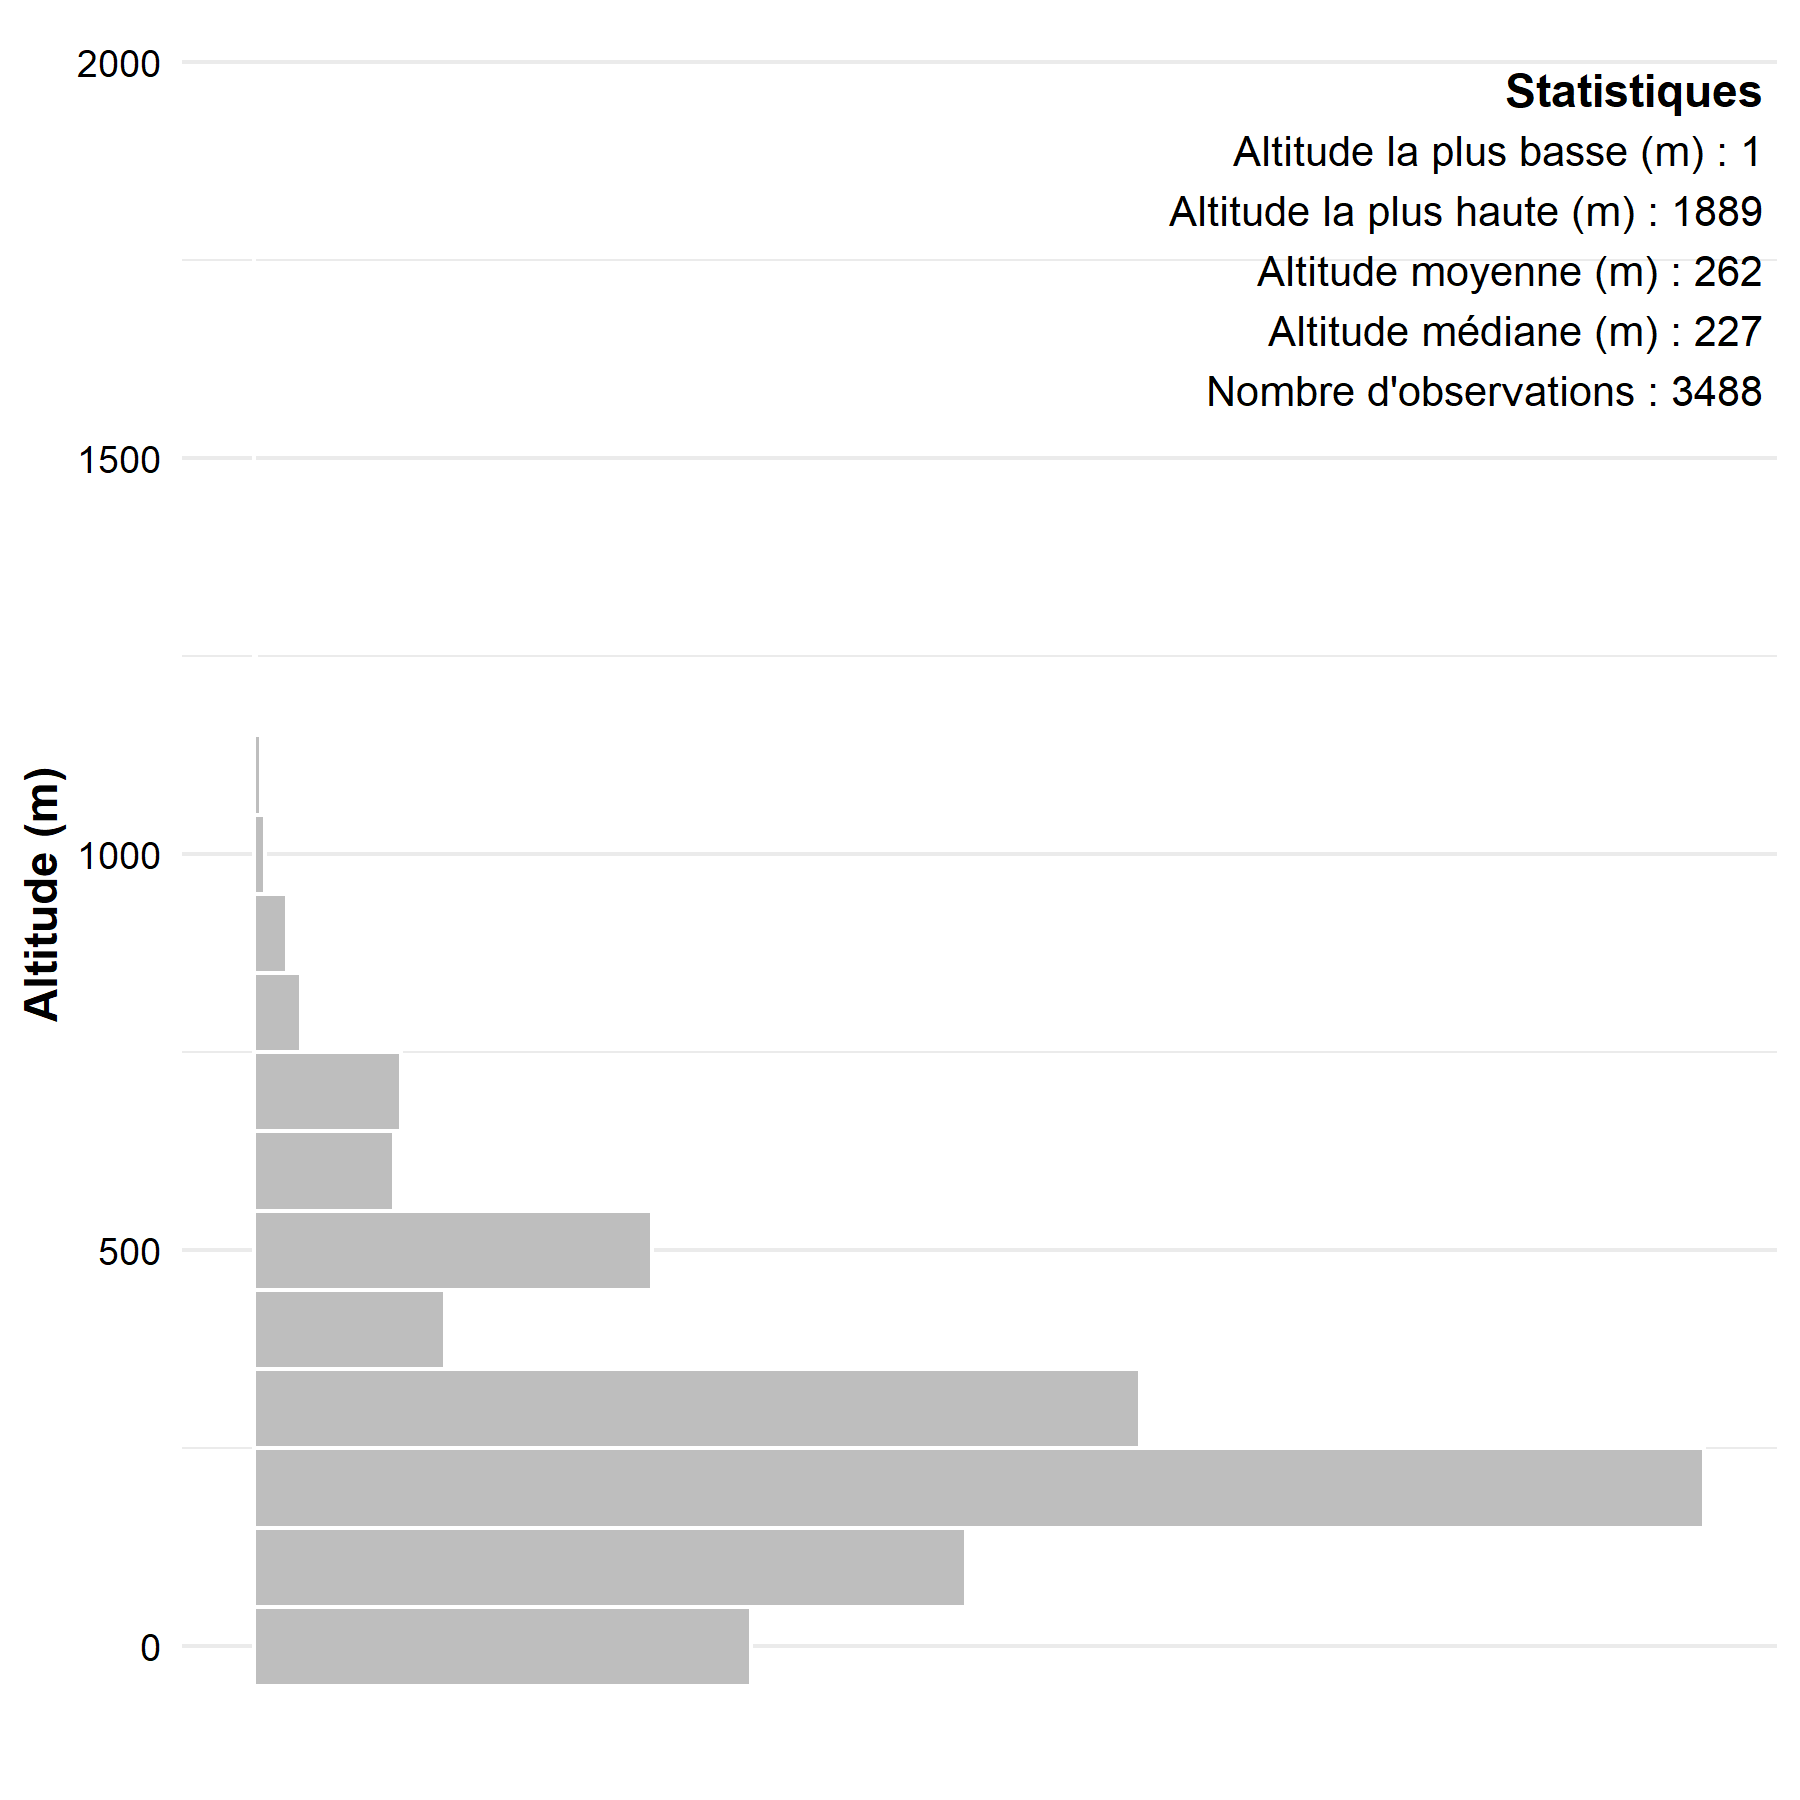 2000
Statistiques
Altitude la plus basse (m) : 1
Altitude la plus haute (m) : 1889
Altitude moyenne (m) : 262
Altitude médiane (m) : 227
Nombre d'observations : 3488
1500
Altitude (m)
1000
500
0